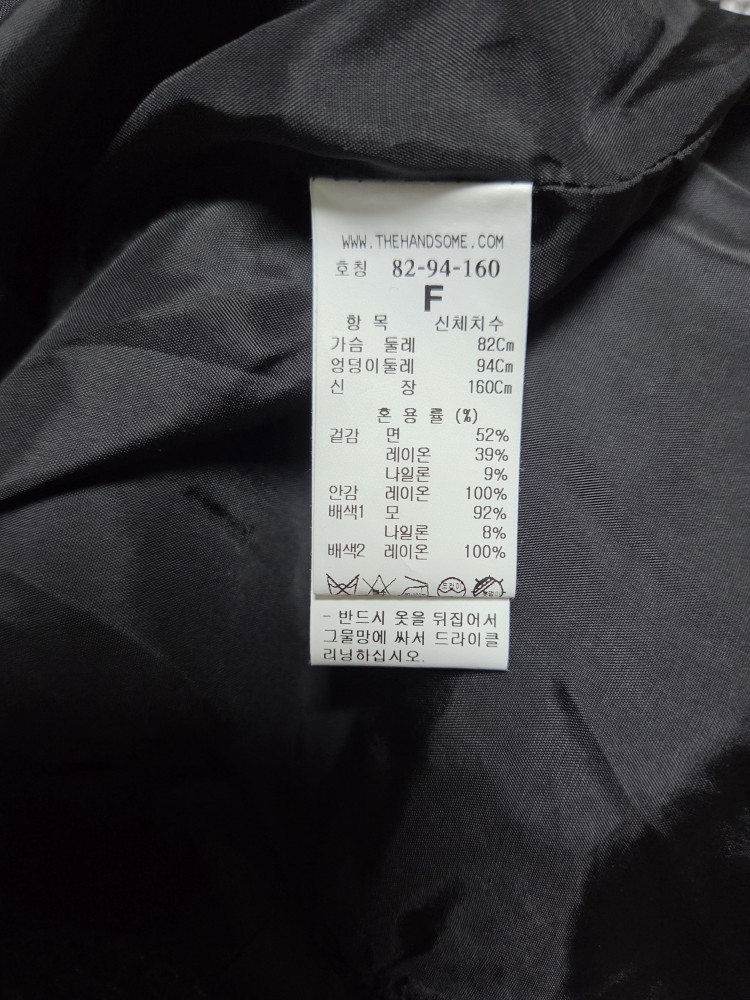 WWW.THEHANDSOME.COM
호칭 82-94-160
F
항 목 신체치수
가슴 둘레 82Cm
엉덩이둘레 94Cm
신 장 160Cm
혼 용 률 (%)
겉감 면 52%
레이온 39%
나일론 9%
안감 레이온 100%
배색1 모 92%
나일론 8%
배색2 레이온 100%
- 반드시 옷을 뒤집어서
그물망에 싸서 드라이클
리닝하십시오.